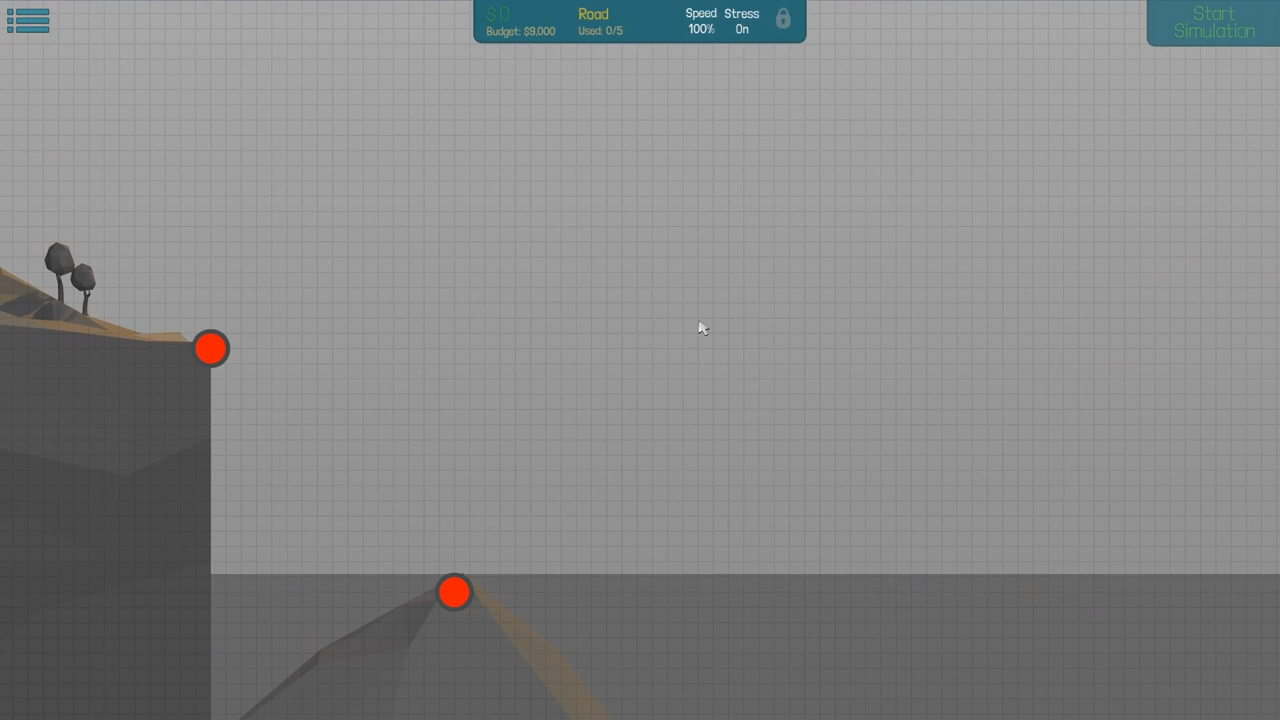 $0
Budget: $9,000
Road
Used: 0/5
Speed
100%
Stress
On
Start
Simulation